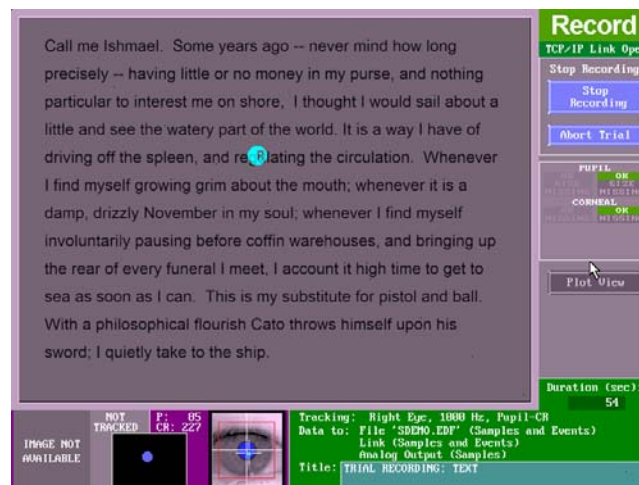 Call me Ishmael. Some years ago -- never mind how long
precisely -- having little or no money in my purse, and nothing
particular to interest me on shore, I thought I would sail about a
little and see the watery part of the world. It is a way I have of
driving off the spleen, and re R lating the circulation. Whenever
I find myself growing grim about the mouth; whenever it is a
damp, drizzly November in my soul; whenever I find myself
involuntarily pausing before coffin warehouses, and bringing up
the rear of every funeral I meet, I account it high time to get to
sea as soon as I can. This is my substitute for pistol and ball.
With a philosophical flourish Cato throws himself upon his
sword; I quietly take to the ship.
Record
TCP/IP Link Ope
Stop Recording
Stop
Recording
Abort Trial
PUPIL
OK
SIZE
MISSING MISSIN
CORNEAL
OK
MISSING MISSIN
Plot View
Duration (sec):
54
IMAGE NOT
AVAILABLE
NOT
TRACKED
P: 85
CR: 227
Tracking: Right Eye, 1000 Hz, Pupil-CR
Data to: File 'SDEMO.EDF' (Samples and Events)
Link (Samples and Events)
Analog Output (Samples)
Title: TRIAL RECORDING: TEXT